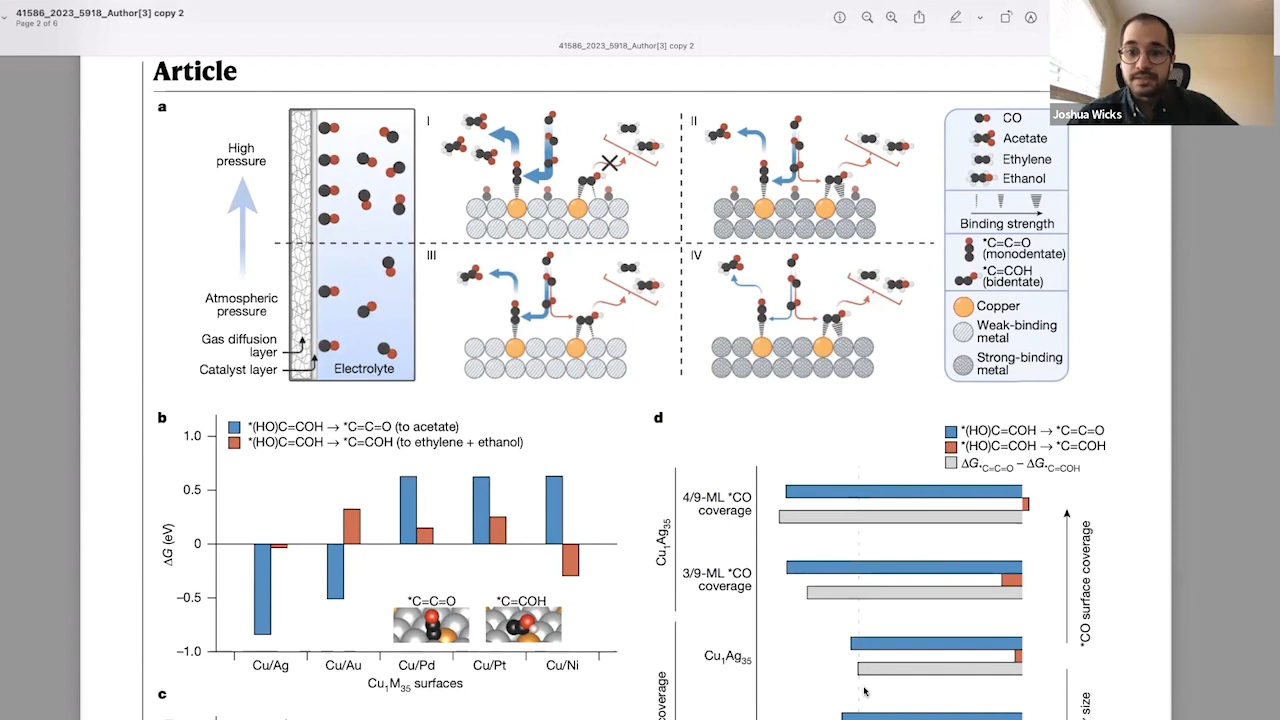 41586_2023_5918_Author[3] copy 2
Page 2 of 6
41586_2023_5918_Author[3] copy 2
Joshua Wicks
Article
a
High
pressure
Atmospheric
pressure
Gas diffusion
layer
Catalyst layer
Electrolyte
I
II
III
IV
CO
Acetate
Ethylene
Ethanol
Binding strength
*C=C=O
(monodentate)
*C=COH
(bidentate)
Copper
Weak-binding
metal
Strong-binding
metal
b
*(HO)C=COH → *C=C=O (to acetate)
*(HO)C=COH → *C=COH (to ethylene + ethanol)
1.0
0.5
0
−0.5
−1.0
ΔG (eV)
*C=C=O
*C=COH
Cu/Ag
Cu/Au
Cu/Pd
Cu/Pt
Cu/Ni
Cu₁M₃₅ surfaces
c
d
*(HO)C=COH → *C=C=O
*(HO)C=COH → *C=COH
ΔG*C=C=O − ΔG*C=COH
4/9-ML *CO
coverage
Cu₁Ag₃₅
3/9-ML *CO
coverage
Cu₁Ag₃₅
*CO surface coverage
coverage
size